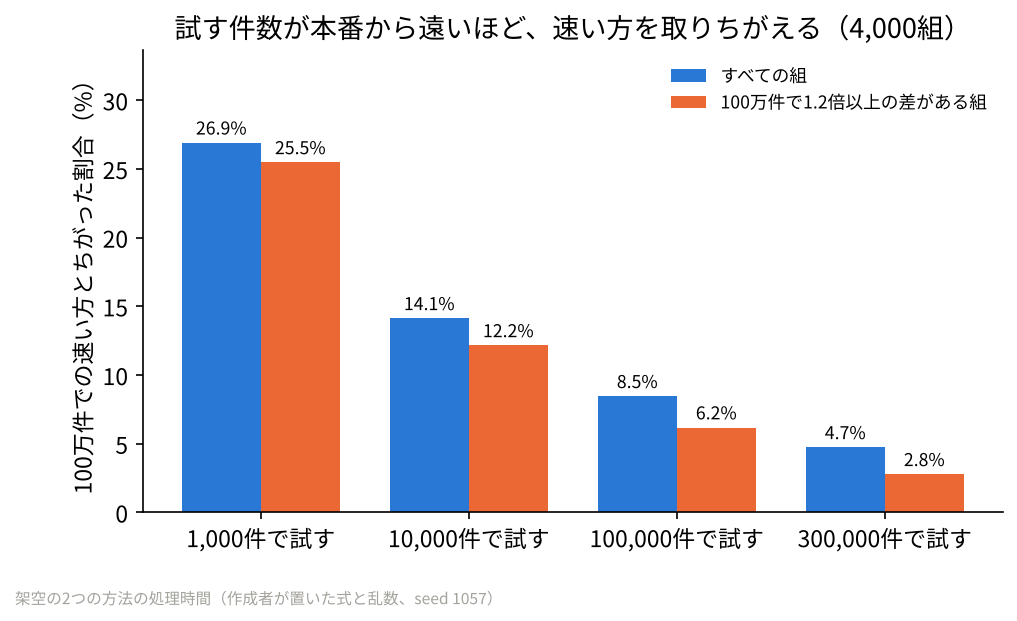 試す件数が本番から遠いほど、速い方を取りちがえる（4,000組）
すべての組
100万件で1.2倍以上の差がある組
100万件での速い方とちがった割合（%）
30
25
20
15
10
5
0
26.9%
25.5%
14.1%
12.2%
8.5%
6.2%
4.7%
2.8%
1,000件で試す
10,000件で試す
100,000件で試す
300,000件で試す
架空の2つの方法の処理時間（作成者が置いた式と乱数、seed 1057）